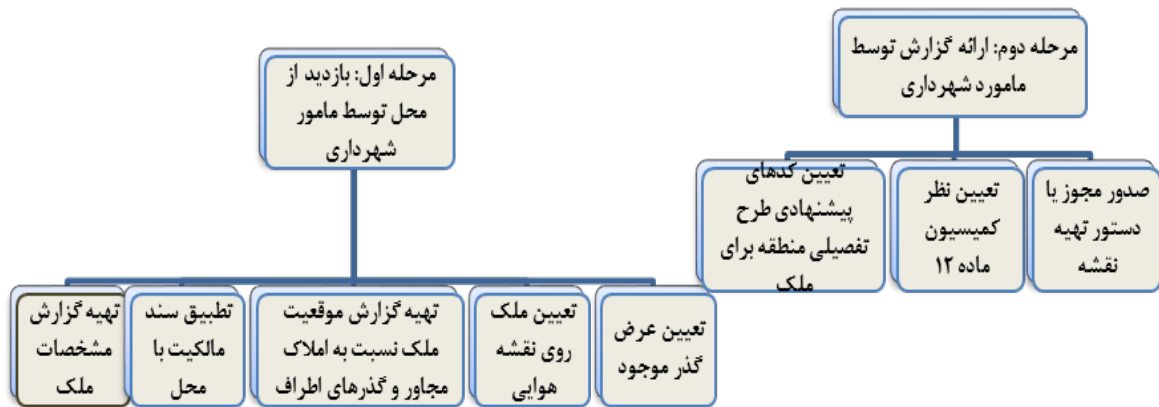 مرحله دوم: ارائه گزارش توسط
مامورد شهرداری
صدور مجوز یا
دستور تهیه
نقشه
تعیین نظر
کمیسیون
ماده ۱۲
تعیین کدهای
پیشنهادی طرح
تفصیلی منطقه برای
ملک
مرحله اول: بازدید از
محل توسط مامور
شهرداری
تعیین عرض
گذر موجود
تعیین ملک
روی نقشه
هوایی
تهیه گزارش موقعیت
ملک نسبت به املاک
مجاور و گذرهای اطراف
تطبیق سند
مالکیت با
محل
تهیه گزارش
مشخصات
ملک